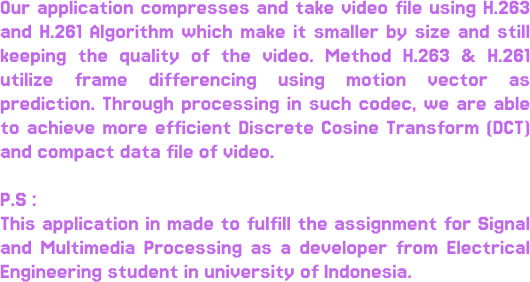 Our application compresses and take video file using H.263
and H.261 Algorithm which make it smaller by size and still
keeping the quality of the video. Method H.263 & H.261
utilize frame differencing using motion vector as
prediction. Through processing in such codec, we are able
to achieve more efficient Discrete Cosine Transform (DCT)
and compact data file of video.

P.S :
This application in made to fulfill the assignment for Signal
and Multimedia Processing as a developer from Electrical
Engineering student in university of Indonesia.